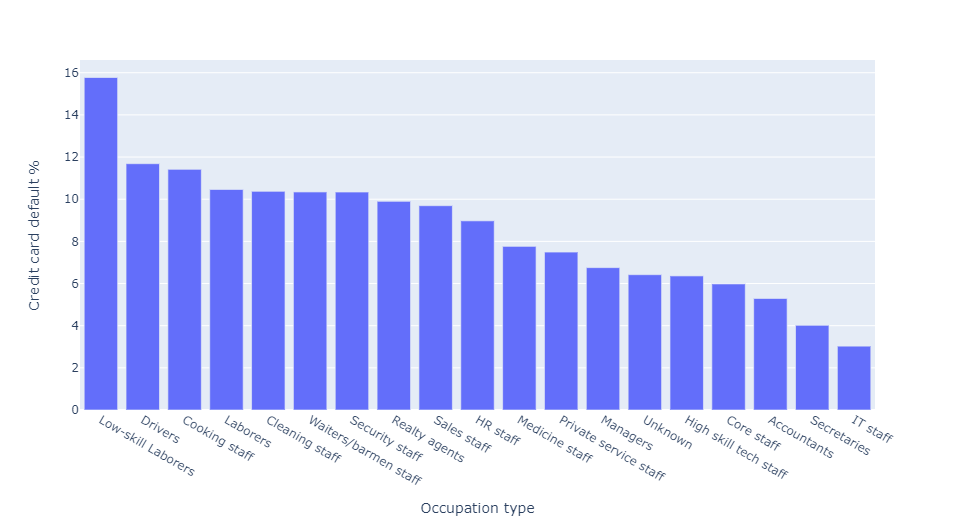 Credit card default %
16
14
12
10
8
6
4
2
0
Low-skill Laborers
Drivers
Cooking staff
Laborers
Cleaning staff
Waiters/barmen staff
Security staff
Realty agents
Sales staff
HR staff
Medicine staff
Private service staff
Managers
Unknown
High skill tech staff
Core staff
Accountants
Secretaries
IT staff
Occupation type